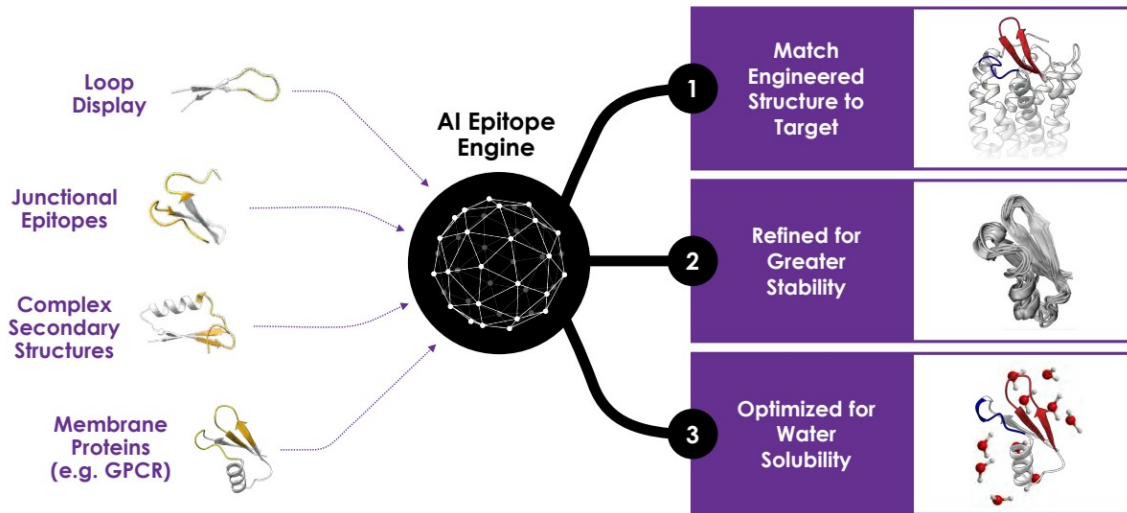 Loop
Display
Junctional
Epitopes
Complex
Secondary
Structures
Membrane
Proteins
(e.g. GPCR)
AI Epitope
Engine
1
Match
Engineered
Structure to
Target
2
Refined for
Greater
Stability
3
Optimized for
Water
Solubility